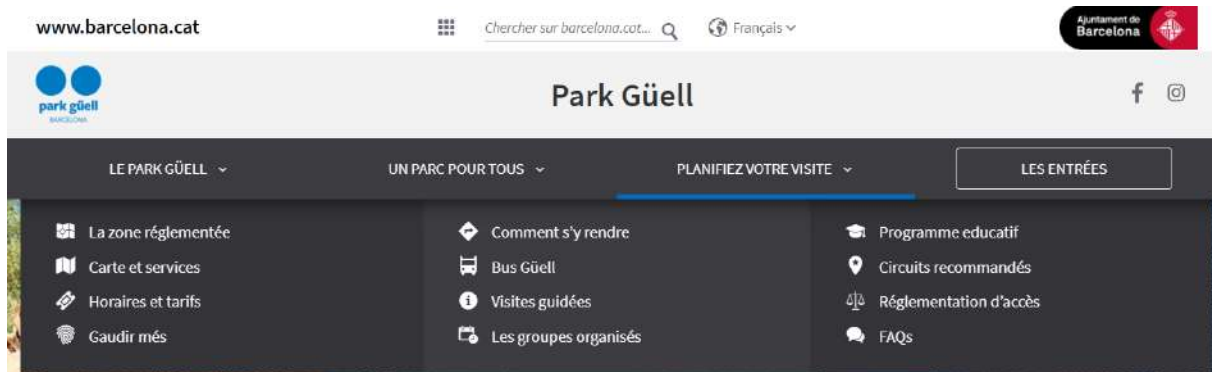 www.barcelona.cat
Chercher sur barcelona.cat...
Français
Ajuntament de
Barcelona
park güell
BARCELONA
Park Güell
LE PARK GÜELL
UN PARC POUR TOUS
PLANIFIEZ VOTRE VISITE
LES ENTRÉES
La zone réglementée
Carte et services
Horaires et tarifs
Gaudir més
Comment s'y rendre
Bus Güell
Visites guidées
Les groupes organisés
Programme educatif
Circuits recommandés
Réglementation d'accès
FAQs